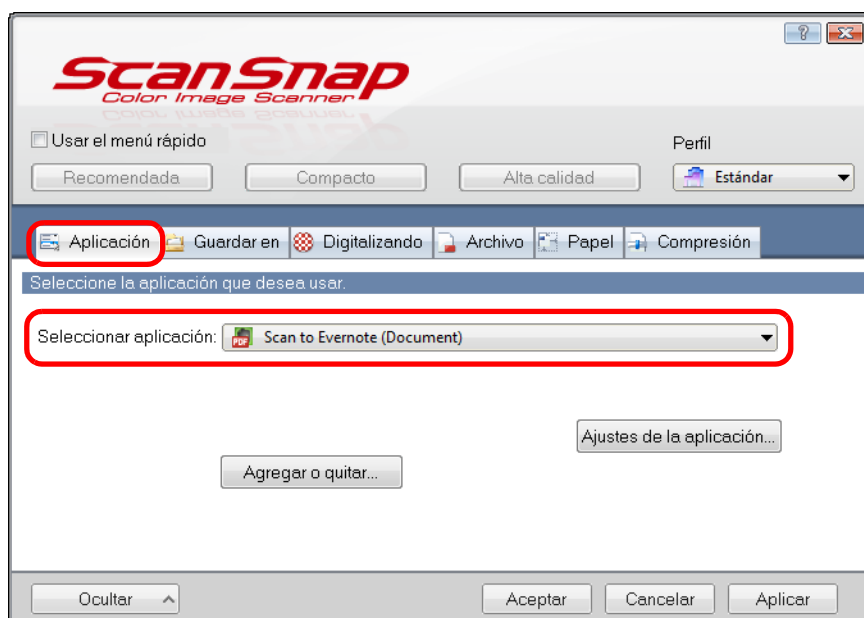 ScanSnap
Color Image Scanner
Usar el menú rápido
Perfil
Recomendada Compacto Alta calidad Estándar
Aplicación Guardar en Digitalizando Archivo Papel Compresión
Seleccione la aplicación que desea usar.
Seleccionar aplicación: PDF Scan to Evernote (Document)
Ajustes de la aplicación...
Agregar o quitar...
Ocultar Aceptar Cancelar Aplicar